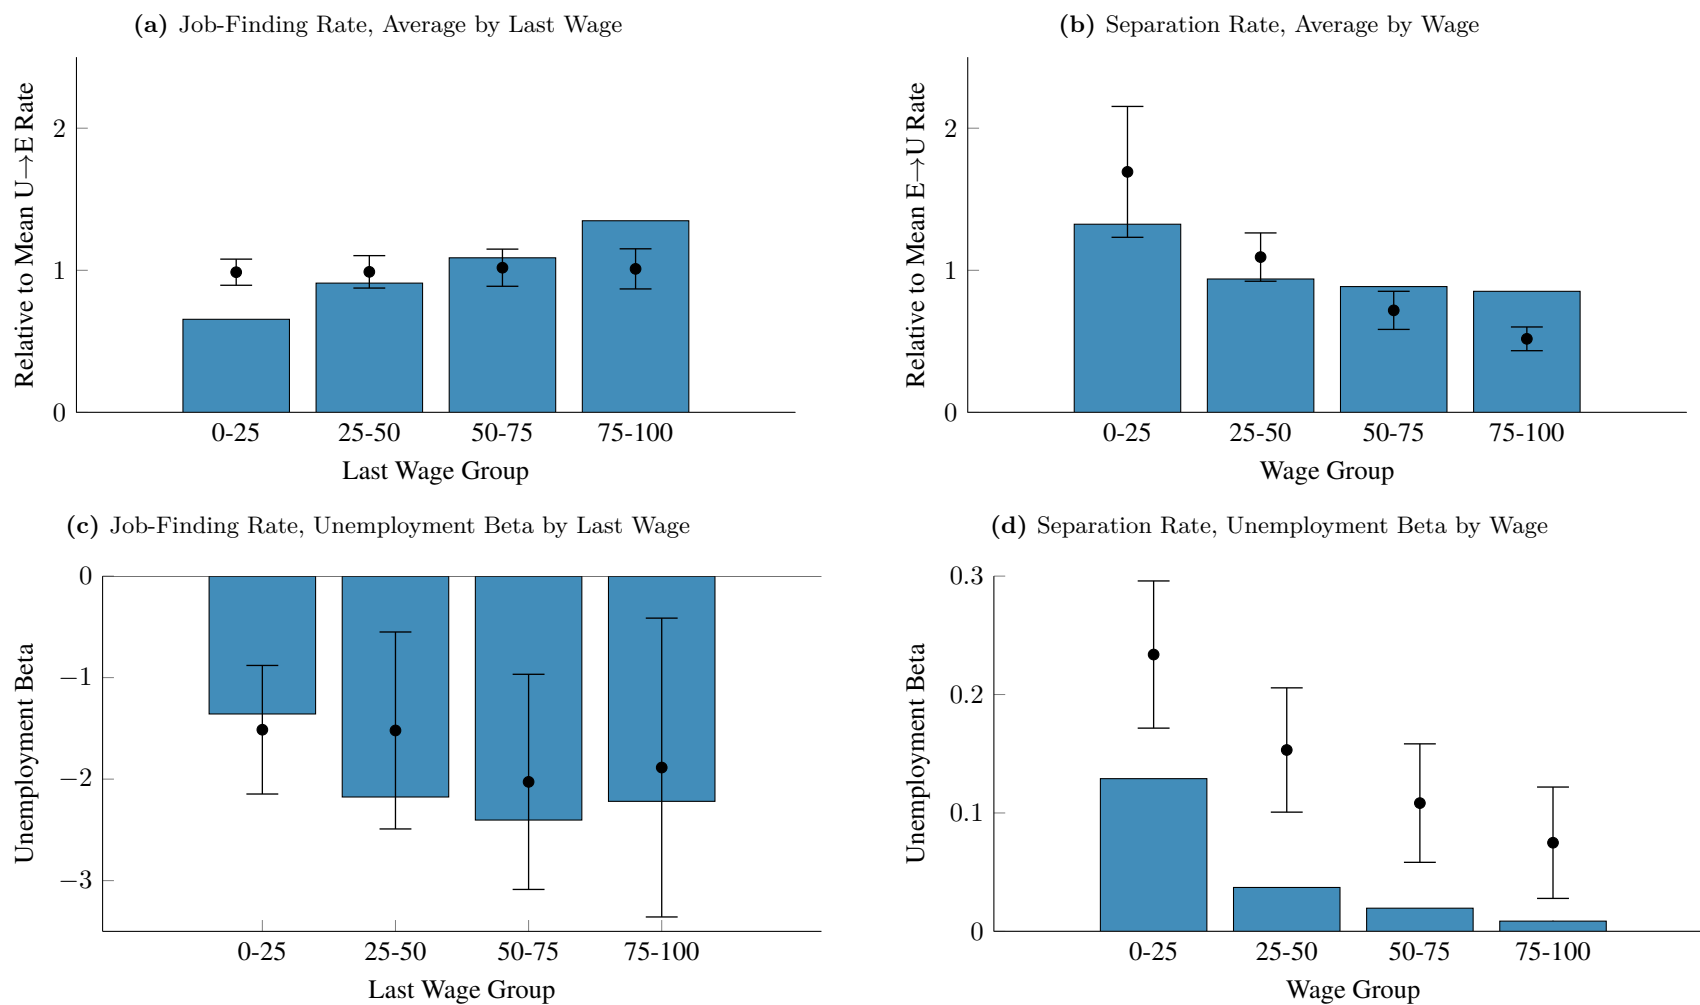 (a) Job-Finding Rate, Average by Last Wage
Relative to Mean U→E Rate
2
1
0
0-25 25-50 50-75 75-100
Last Wage Group
(b) Separation Rate, Average by Wage
Relative to Mean E→U Rate
2
1
0
0-25 25-50 50-75 75-100
Wage Group
(c) Job-Finding Rate, Unemployment Beta by Last Wage
Unemployment Beta
0
−1
−2
−3
0-25 25-50 50-75 75-100
Last Wage Group
(d) Separation Rate, Unemployment Beta by Wage
Unemployment Beta
0.3
0.2
0.1
0
0-25 25-50 50-75 75-100
Wage Group